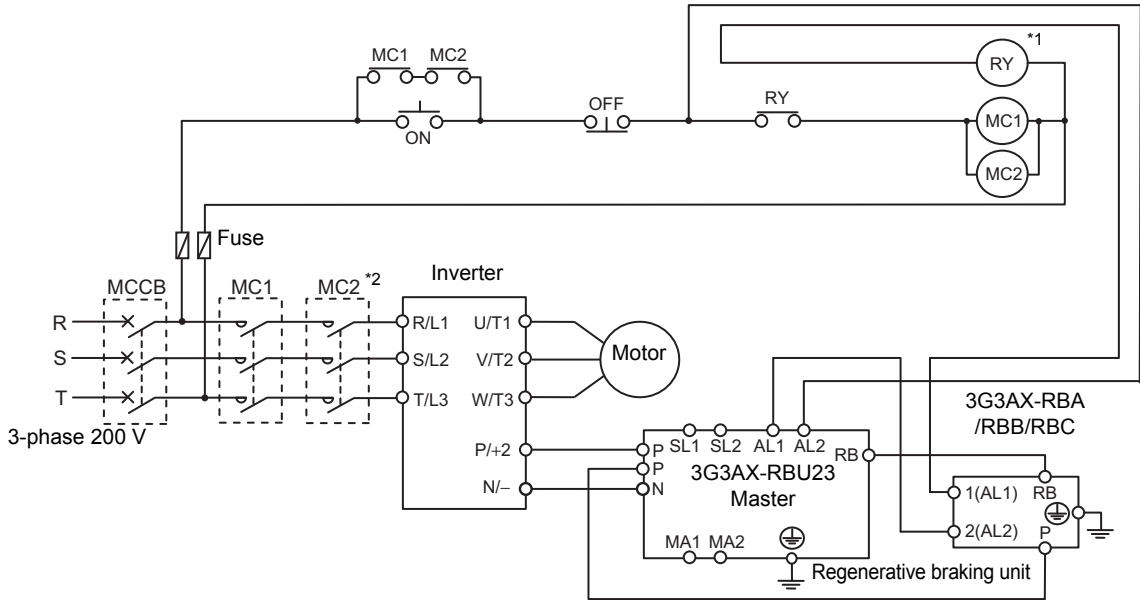 *1
MC1 MC2
RY
OFF
RY
ON
MC1
MC2
Fuse
Inverter
MCCB
MC1
MC2 *2
R
R/L1
U/T1
S
S/L2
V/T2
Motor
T
T/L3
W/T3
3-phase 200 V
3G3AX-RBA
/RBB/RBC
P/+2
P
SL1 SL2 AL1 AL2
RB
P
3G3AX-RBU23
N/−
N
Master
1(AL1)
RB
2(AL2)
P
MA1 MA2
Regenerative braking unit